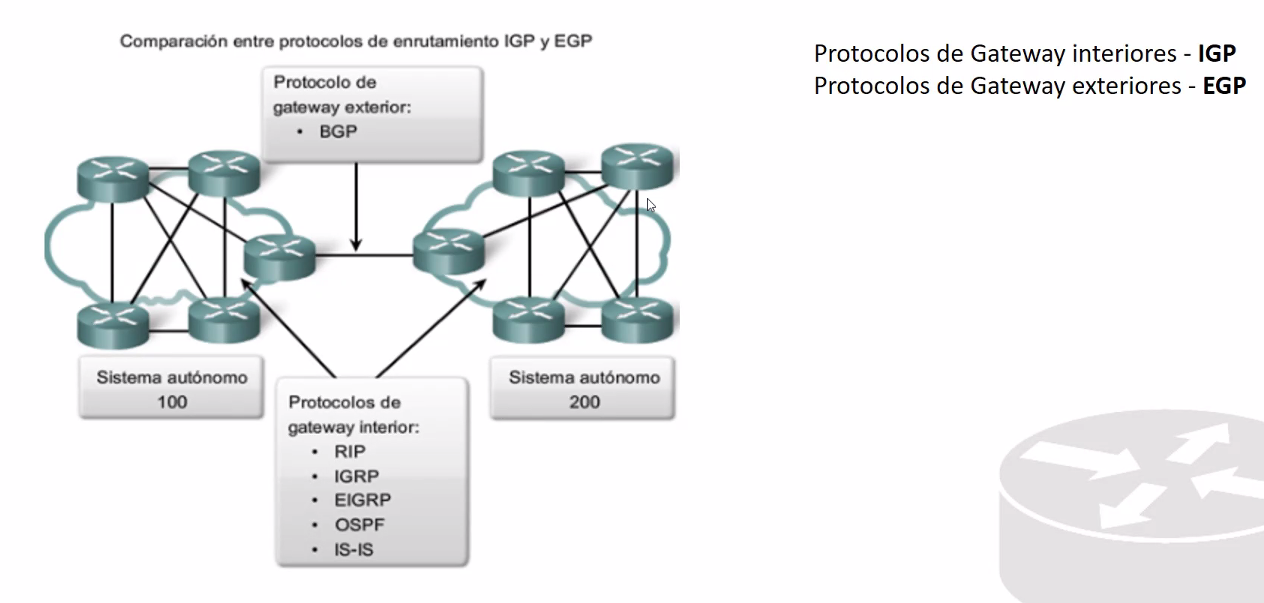 Comparación entre protocolos de enrutamiento IGP y EGP
Protocolos de Gateway interiores - IGP
Protocolos de Gateway exteriores - EGP
Protocolo de
gateway exterior:
• BGP
Sistema autónomo
100
Sistema autónomo
200
Protocolos de
gateway interior:
• RIP
• IGRP
• EIGRP
• OSPF
• IS-IS